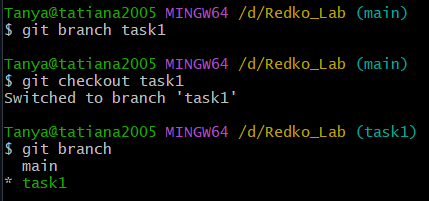 Tanya@tatiana2005 MINGW64 /d/Redko_Lab (main)
$ git branch task1
Tanya@tatiana2005 MINGW64 /d/Redko_Lab (main)
$ git checkout task1
Switched to branch 'task1'
Tanya@tatiana2005 MINGW64 /d/Redko_Lab (task1)
$ git branch
  main
* task1